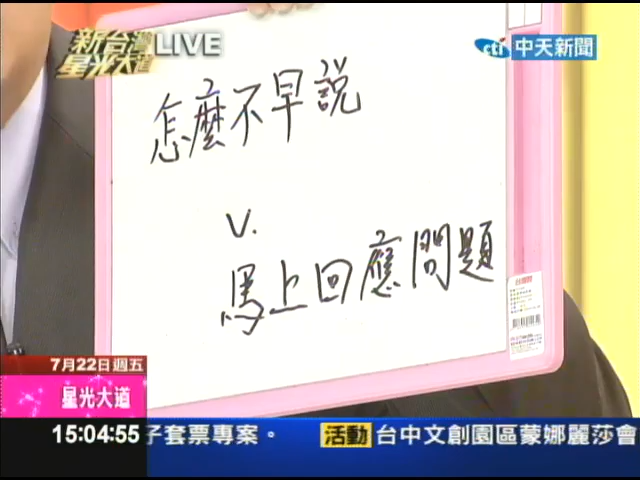 新台灣
星光大道
LIVE
cti 中天新聞
怎麼不早說
v.
馬上回應問題
7月22日週五
星光大道
15:04:55
子套票專案。 活動 台中文創園區蒙娜麗莎會